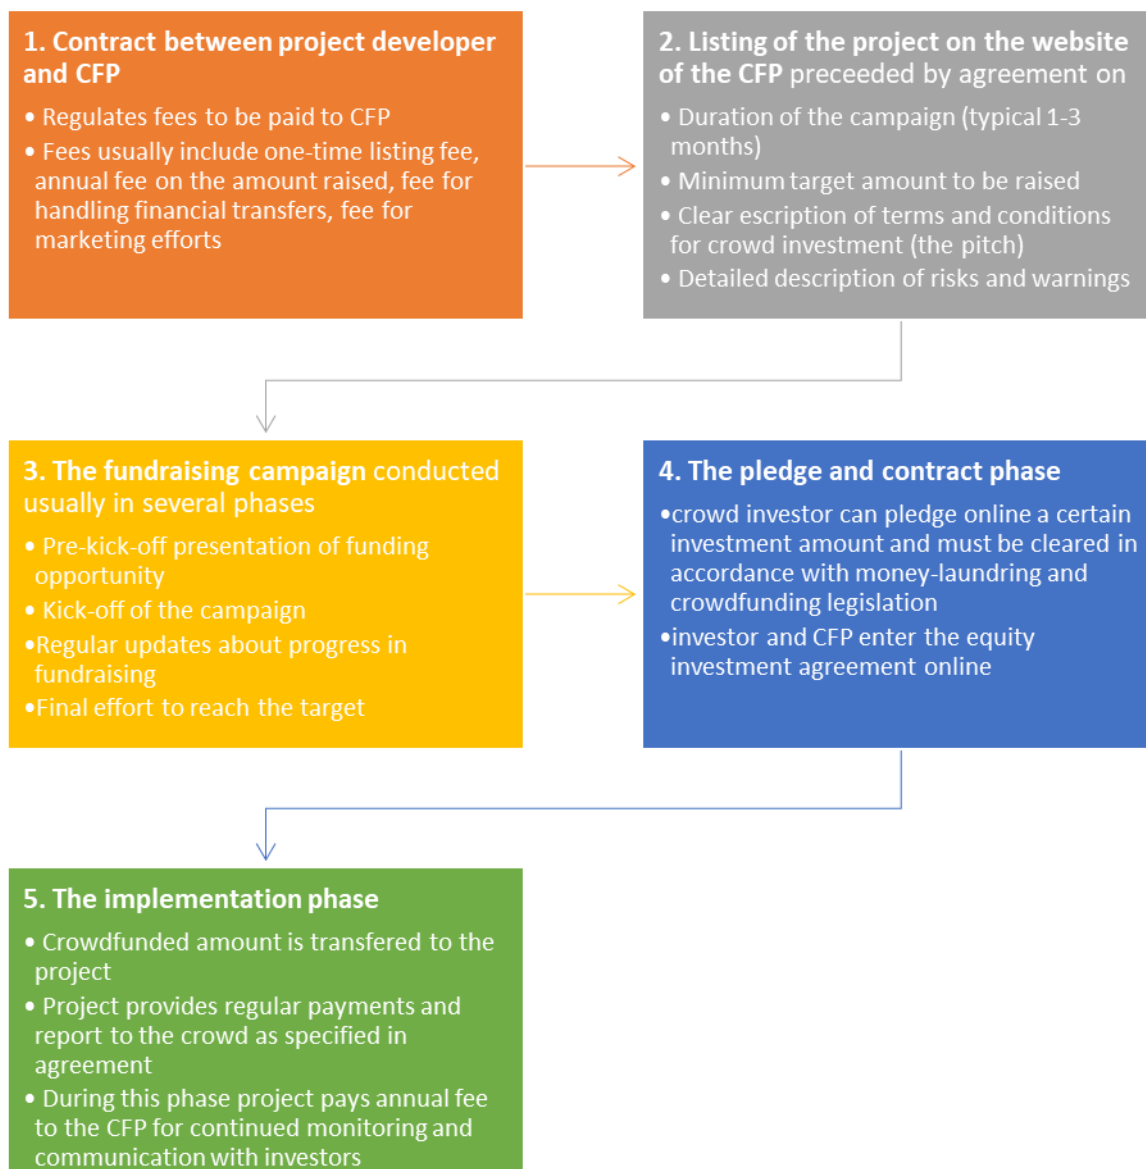 1. Contract between project developer
and CFP
• Regulates fees to be paid to CFP
• Fees usually include one-time listing fee,
annual fee on the amount raised, fee for
handling financial transfers, fee for
marketing efforts
2. Listing of the project on the website
of the CFP preceeded by agreement on
• Duration of the campaign (typical 1-3
months)
• Minimum target amount to be raised
• Clear escription of terms and conditions
for crowd investment (the pitch)
• Detailed description of risks and warnings
3. The fundraising campaign conducted
usually in several phases
• Pre-kick-off presentation of funding
opportunity
• Kick-off of the campaign
•Regular updates about progress in
fundraising
•Final effort to reach the target
4. The pledge and contract phase
•crowd investor can pledge online a certain
investment amount and must be cleared in
accordance with money-laundring and
crowdfunding legislation
•investor and CFP enter the equity
investment agreement online
5. The implementation phase
• Crowdfunded amount is transfered to the
project
• Project provides regular payments and
report to the crowd as specified in
agreement
• During this phase project pays annual fee
to the CFP for continued monitoring and
communication with investors